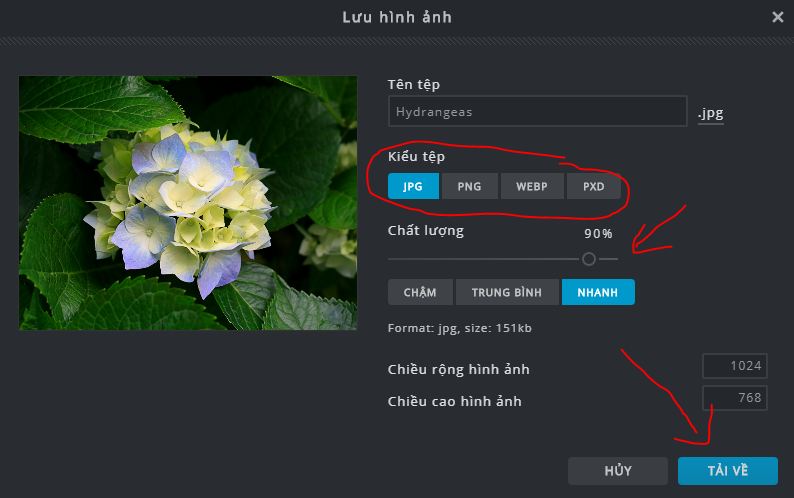 Lưu hình ảnh
Tên tệp
Hydrangeas .jpg
Kiểu tệp
JPG PNG WEBP PXD
Chất lượng 90%
CHẬM TRUNG BÌNH NHANH
Format: jpg, size: 151kb
Chiều rộng hình ảnh 1024
Chiều cao hình ảnh 768
HỦY TẢI VỀ